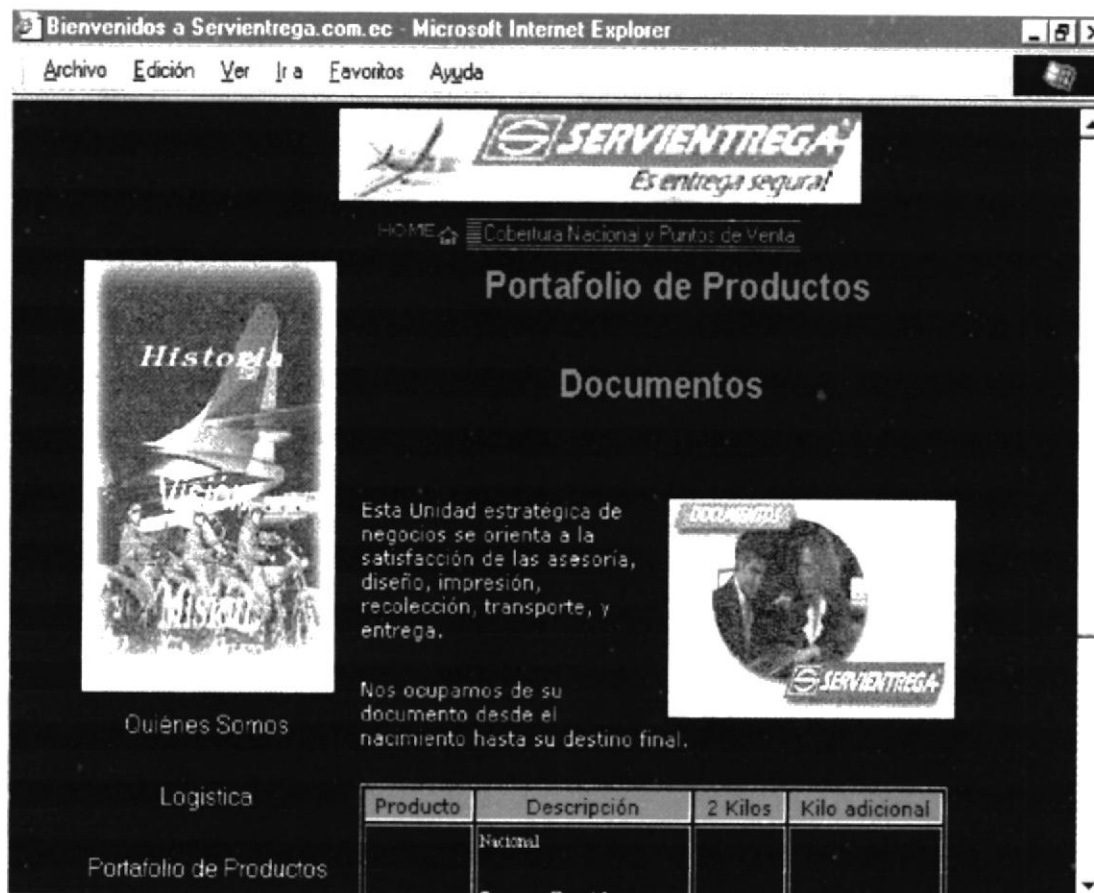 Bienvenidos a Servientrega.com.ec - Microsoft Internet Explorer
Archivo Edición Ver Ir a Favoritos Ayuda
SERVIENTREGA
Es entrega segura!
HOME Cobertura Nacional y Puntos de Venta
Portafolio de Productos
Documentos
Historia
Visión
Misión
Esta Unidad estratégica de
negocios se orienta a la
satisfacción de las asesoría,
diseño, impresión,
recolección, transporte, y
entrega.
DOCUMENTOS
SERVIENTREGA
Nos ocupamos de su
documento desde el
nacimiento hasta su destino final.
Quiénes Somos
Logistica
Portafolio de Productos
Producto Descripción 2 Kilos Kilo adicional
Nacional